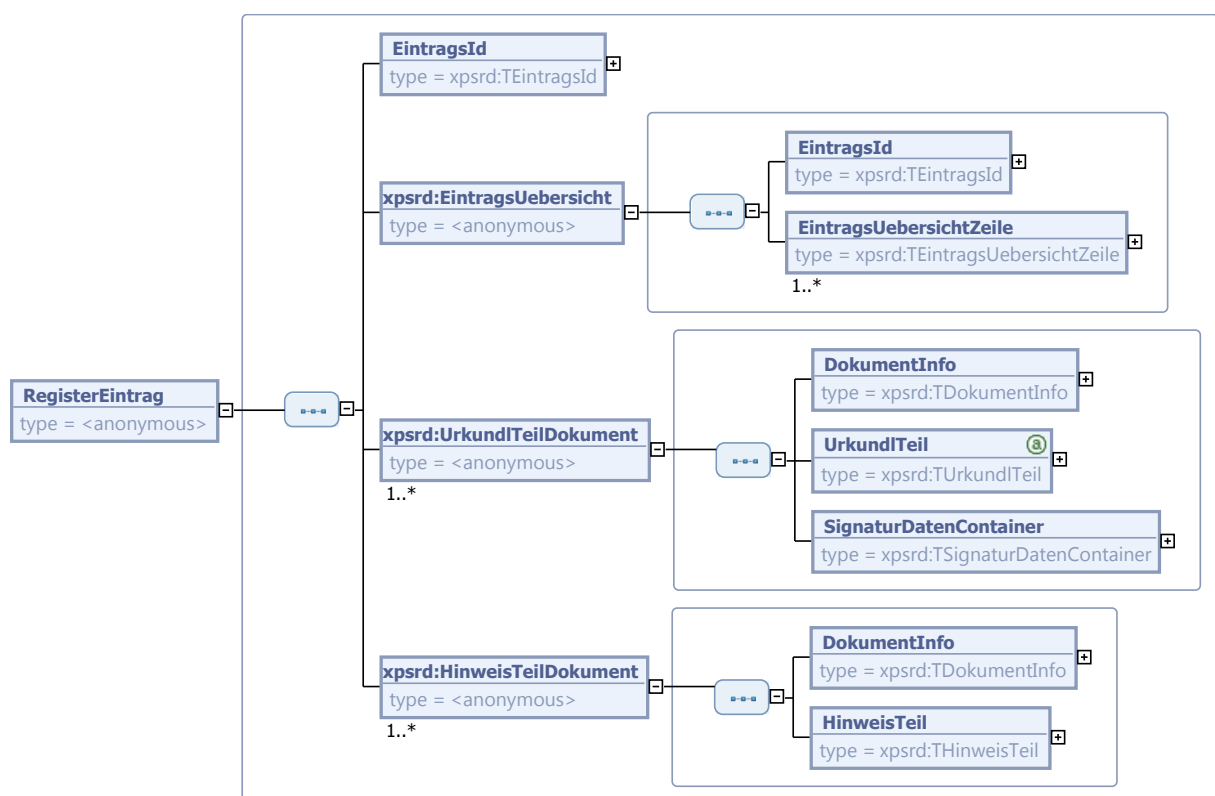 EintragsId
type = xpsrd:TEintragsId
xpsrd:EintragsUebersicht
type = <anonymous>
EintragsId
type = xpsrd:TEintragsId
EintragsUebersichtZeile
type = xpsrd:TEintragsUebersichtZeile
1..*
RegisterEintrag
type = <anonymous>
xpsrd:UrkundlTeilDokument
type = <anonymous>
1..*
DokumentInfo
type = xpsrd:TDokumentInfo
UrkundlTeil
a
type = xpsrd:TUrkundlTeil
SignaturDatenContainer
type = xpsrd:TSignaturDatenContainer
xpsrd:HinweisTeilDokument
type = <anonymous>
1..*
DokumentInfo
type = xpsrd:TDokumentInfo
HinweisTeil
type = xpsrd:THinweisTeil